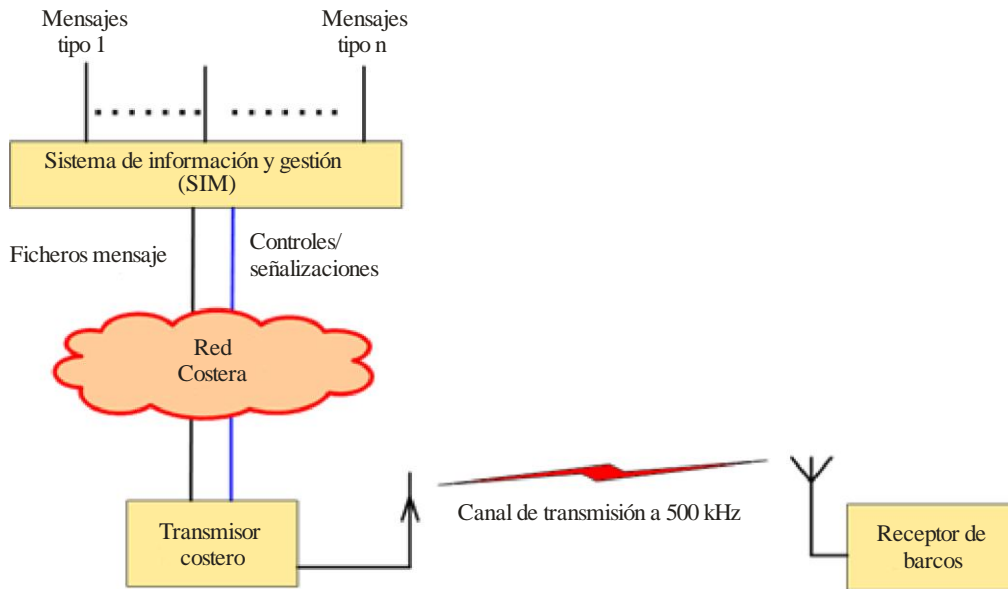 Mensajes
tipo 1
Mensajes
tipo n
Sistema de información y gestión
(SIM)
Ficheros mensaje
Controles/
señalizaciones
Red
Costera
Transmisor
costero
Canal de transmisión a 500 kHz
Receptor de
barcos